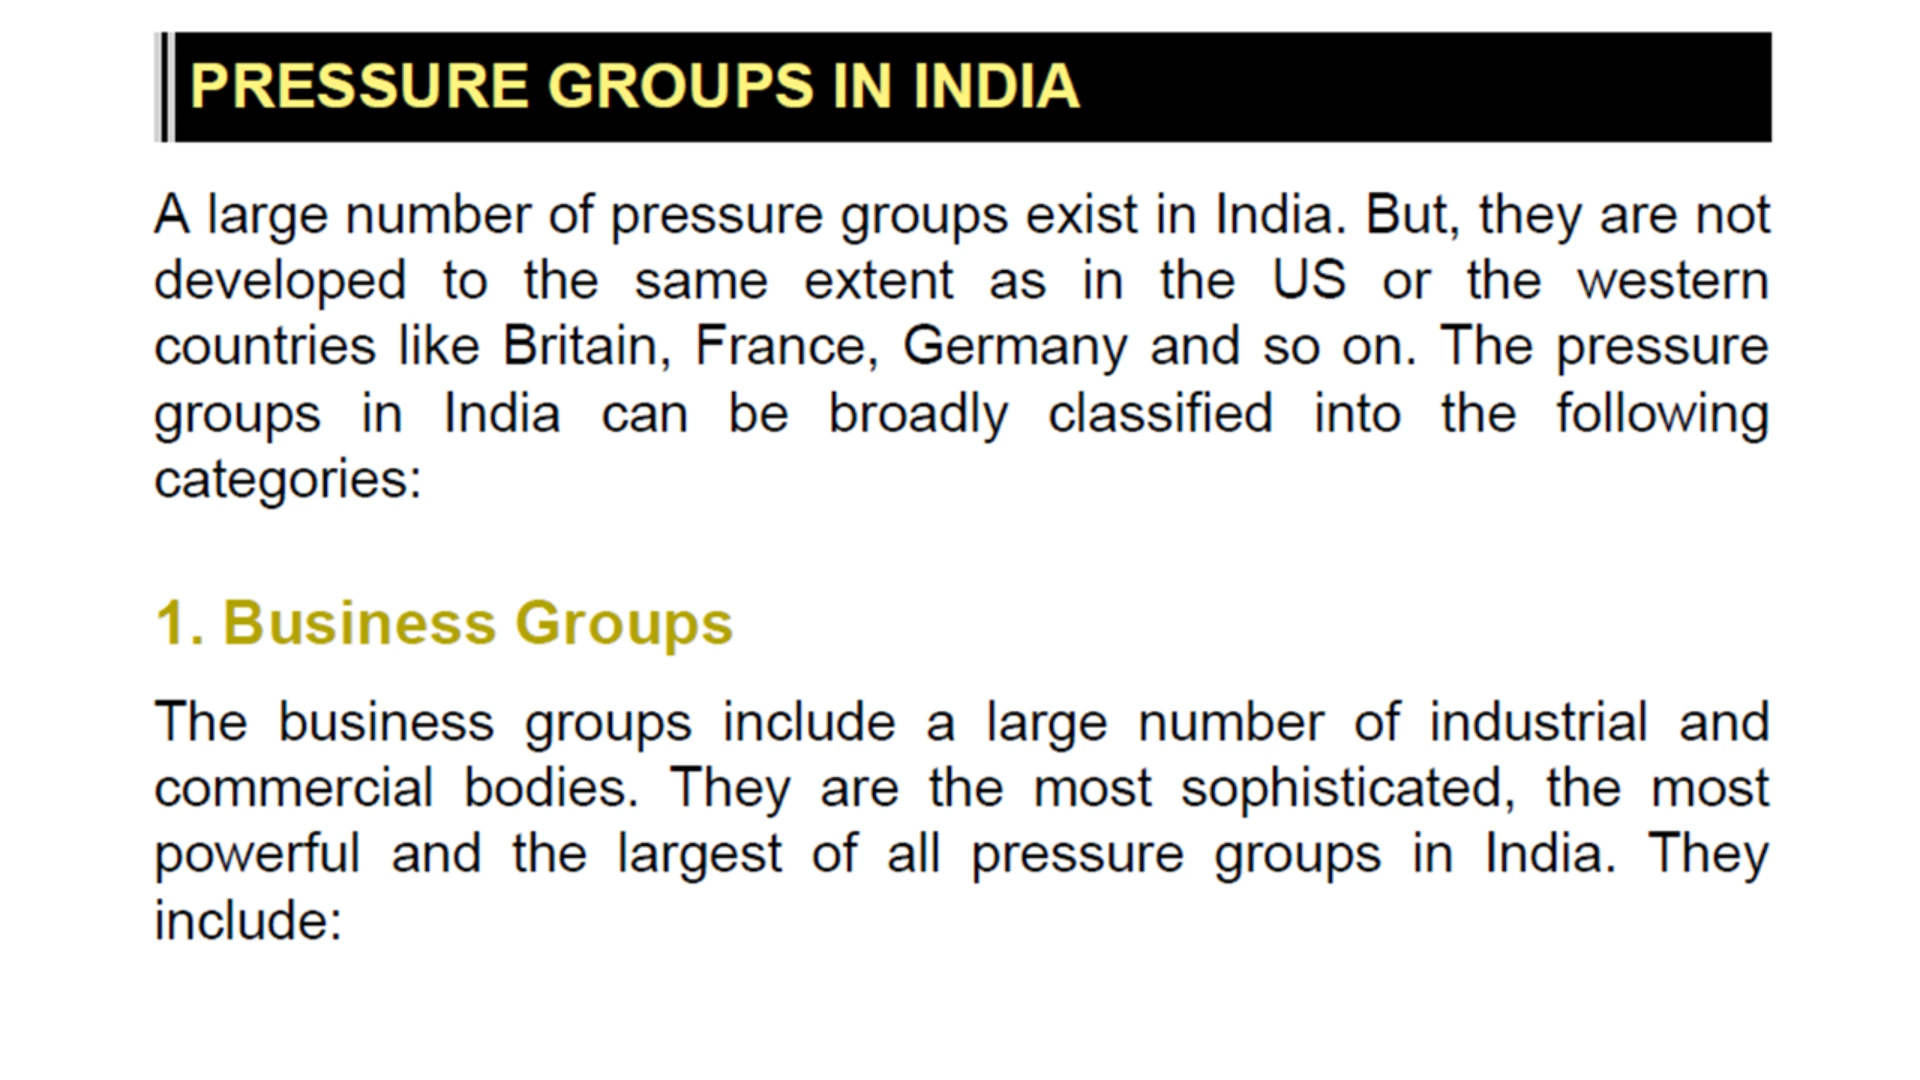 PRESSURE GROUPS IN INDIA
A large number of pressure groups exist in India. But, they are not
developed to the same extent as in the US or the western
countries like Britain, France, Germany and so on. The pressure
groups in India can be broadly classified into the following
categories:
1. Business Groups
The business groups include a large number of industrial and
commercial bodies. They are the most sophisticated, the most
powerful and the largest of all pressure groups in India. They
include: